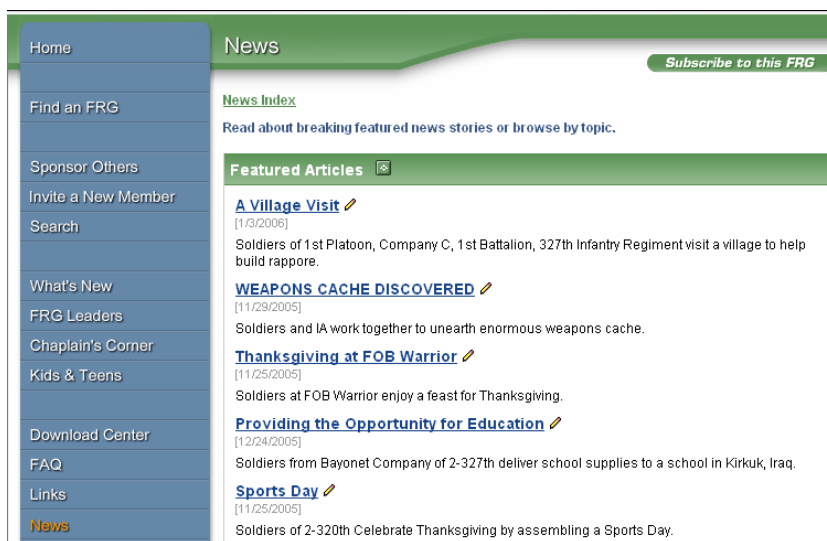 Home
Find an FRG
Sponsor Others
Invite a New Member
Search
What's New
FRG Leaders
Chaplain's Corner
Kids & Teens
Download Center
FAQ
Links
News
News
Subscribe to this FRG
News Index
Read about breaking featured news stories or browse by topic.
Featured Articles
A Village Visit
[1/3/2006]
Soldiers of 1st Platoon, Company C, 1st Battalion, 327th Infantry Regiment visit a village to help
build rappore.
WEAPONS CACHE DISCOVERED
[11/29/2005]
Soldiers and IA work together to unearth enormous weapons cache.
Thanksgiving at FOB Warrior
[11/25/2005]
Soldiers at FOB Warrior enjoy a feast for Thanksgiving.
Providing the Opportunity for Education
[12/24/2005]
Soldiers from Bayonet Company of 2-327th deliver school supplies to a school in Kirkuk, Iraq.
Sports Day
[11/25/2005]
Soldiers of 2-320th Celebrate Thanksgiving by assembling a Sports Day.